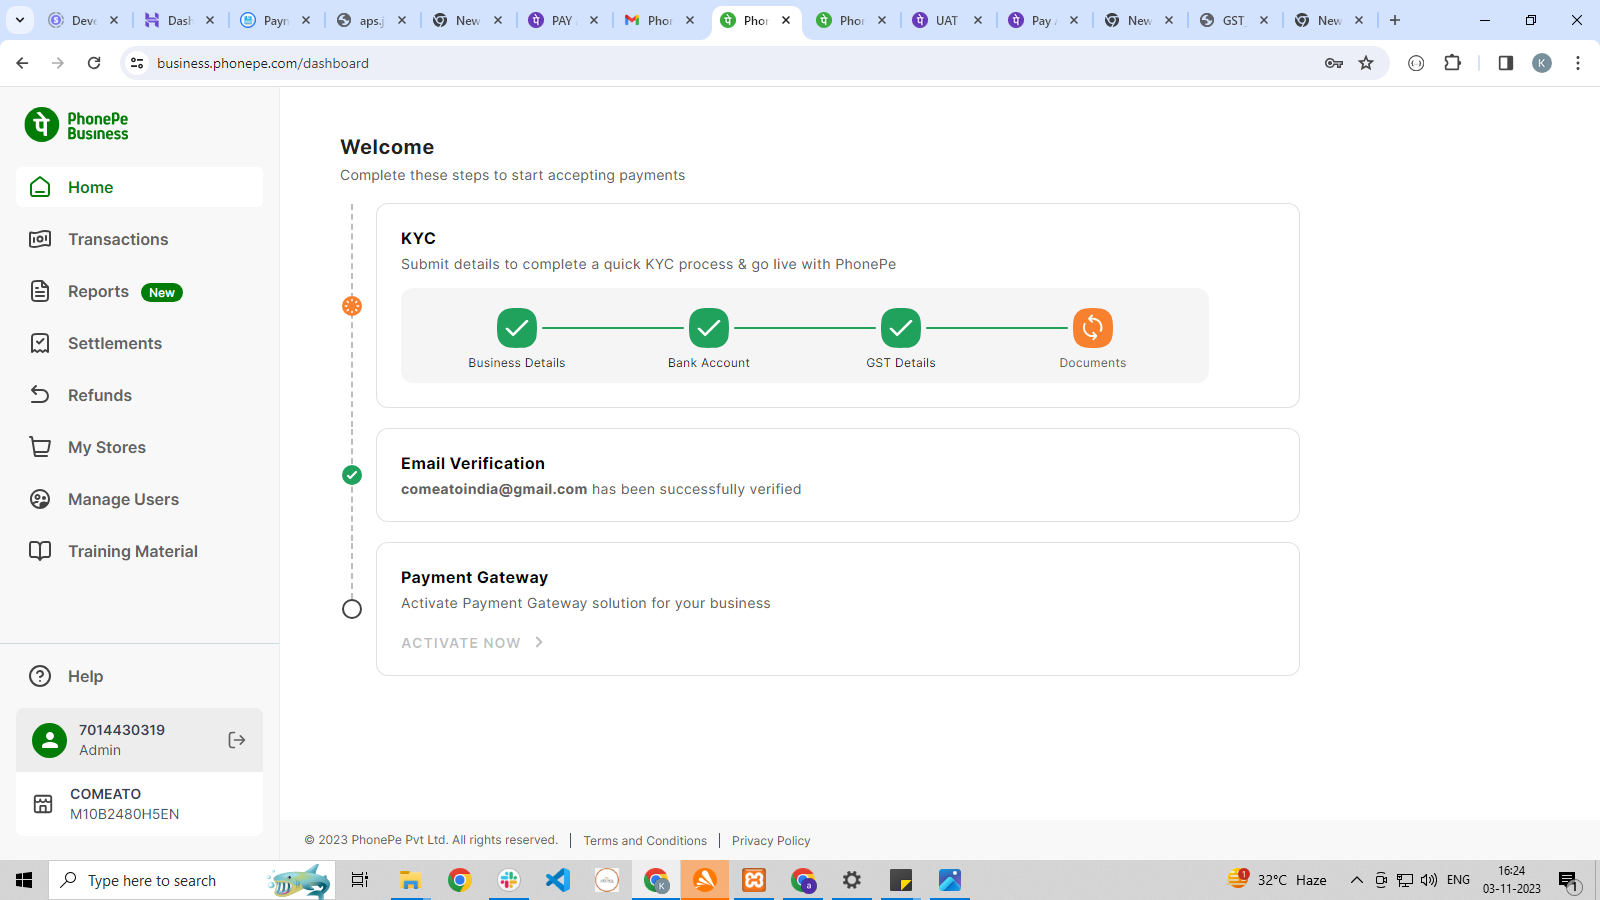 Deve
Dash
Payn
aps.j
New
PAY
Phor
Phor
Phor
UAT
Pay
New
GST
New
business.phonepe.com/dashboard
K
PhonePe
Business
Home
Transactions
Reports New
Settlements
Refunds
My Stores
Manage Users
Training Material
Help
7014430319
Admin
COMEATO
M10B2480H5EN
Welcome
Complete these steps to start accepting payments
KYC
Submit details to complete a quick KYC process & go live with PhonePe
Business Details
Bank Account
GST Details
Documents
Email Verification
comeatoindia@gmail.com has been successfully verified
Payment Gateway
Activate Payment Gateway solution for your business
ACTIVATE NOW
© 2023 PhonePe Pvt Ltd. All rights reserved.
Terms and Conditions
Privacy Policy
Type here to search
K
a
1
32°C Haze
ENG
16:24
03-11-2023
1